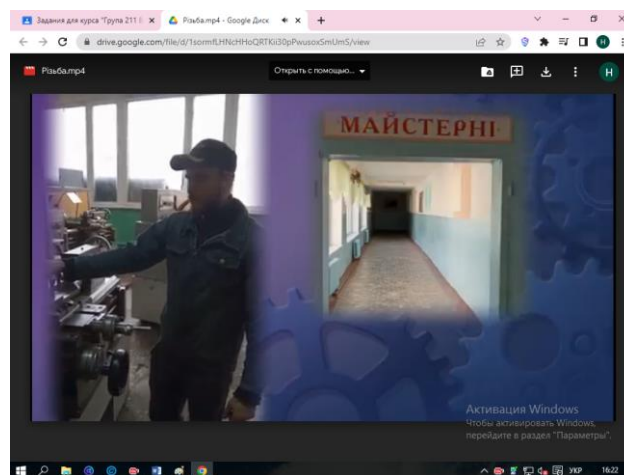 Задания для курса "Група 211
Різьба.mp4 - Google Диск
drive.google.com/file/d/1sormfLHNcHHoQRTKii30pPwusoxSmUmS/view
Різьба.mp4
Открыть с помощью...
Н
МАЙСТЕРНІ
Активация Windows
Чтобы активировать Windows,
перейдите в раздел "Параметры".
УКР
16:22